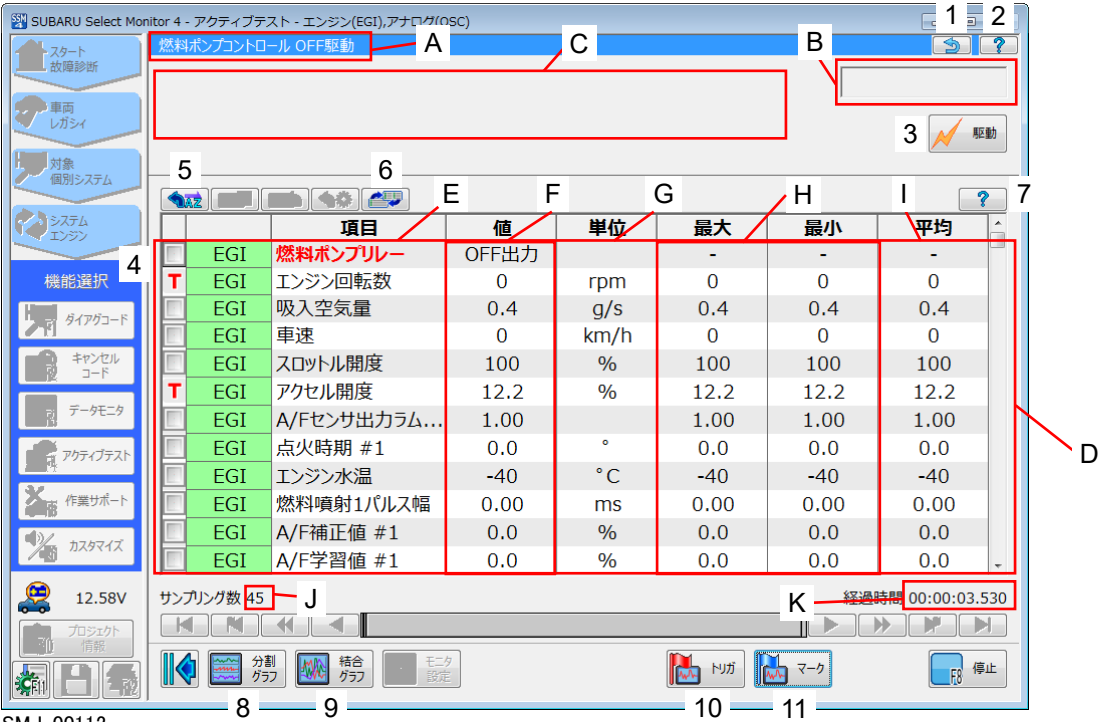 SUBARU Select Monitor 4 - アクティブテスト - エンジン(EGI),アナログ(OSC)
1 2
スタート
故障診断
燃料ポンプコントロール OFF駆動
A
C
B
車両
レガシィ
3
駆動
対象
個別システム
5
6
7
AZ
E
F
G
H
I
システム
エンジン
4
項目 値 単位 最大 最小 平均
EGI 燃料ポンプリレー OFF出力 - - -
T EGI エンジン回転数 0 rpm 0 0 0
EGI 吸入空気量 0.4 g/s 0.4 0.4 0.4
EGI 車速 0 km/h 0 0 0
EGI スロットル開度 100 % 100 100 100
T EGI アクセル開度 12.2 % 12.2 12.2 12.2
EGI A/Fセンサ出力ラム... 1.00 1.00 1.00 1.00
EGI 点火時期 #1 0.0 ° 0.0 0.0 0.0
EGI エンジン水温 -40 °C -40 -40 -40
EGI 燃料噴射1パルス幅 0.00 ms 0.00 0.00 0.00
EGI A/F補正値 #1 0.0 % 0.0 0.0 0.0
EGI A/F学習値 #1 0.0 % 0.0 0.0 0.0
D
機能選択
ダイアグコード
キャンセル
コード
データモニタ
アクティブテスト
作業サポート
カスタマイズ
12.58V
プロジェクト
情報
F11
サンプリング数 45
J
K
経過時間 00:00:03.530
分割
グラフ
結合
グラフ
モニタ
設定
トリガ
マーク
F8
停止
8
9
10
11